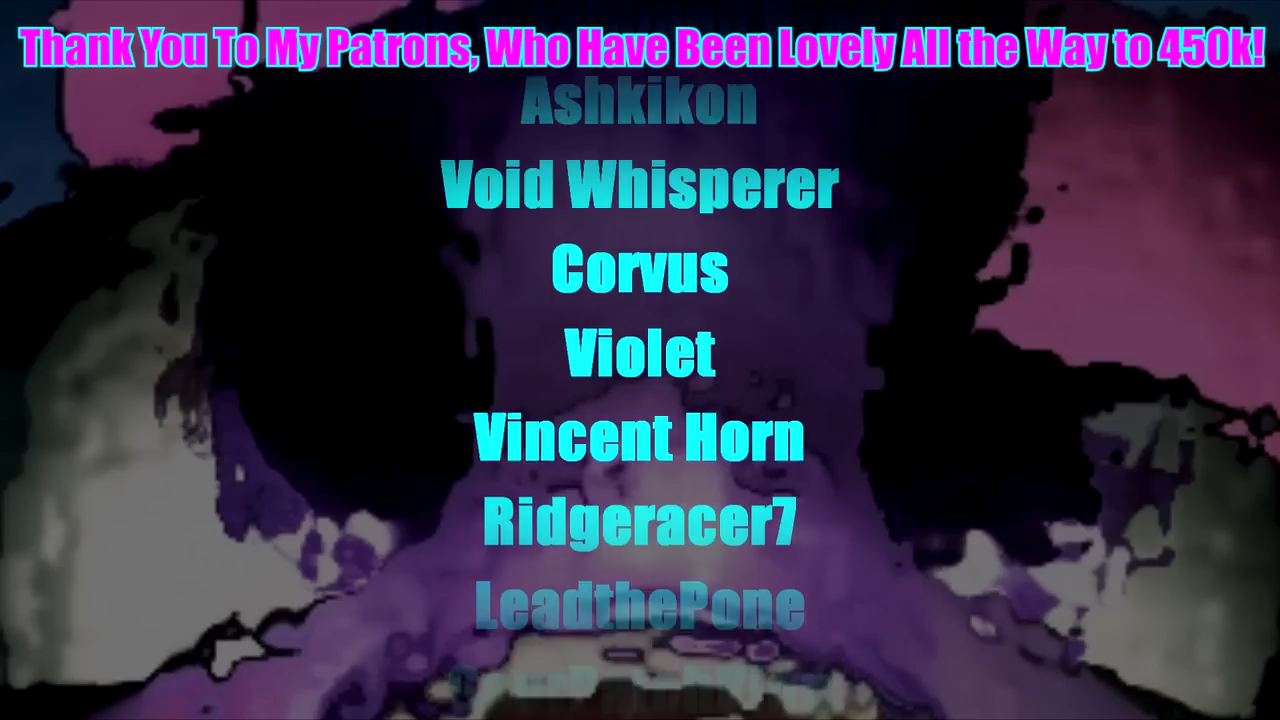 Thank You To My Patrons, Who Have Been Lovely All the Way to 450k!
Ashkikon
Void Whisperer
Corvus
Violet
Vincent Horn
Ridgeracer7
LeadthePone